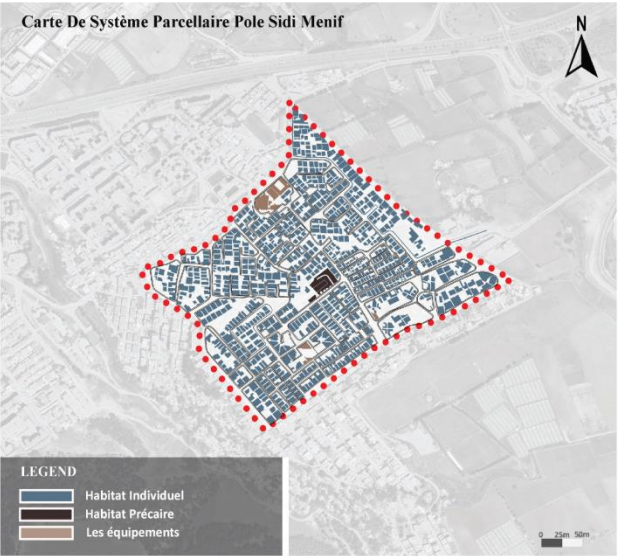 Carte De Système Parcellaire Pole Sidi Menif
N
LEGEND
Habitat Individuel
Habitat Précaire
Les équipements
0 25m 50m